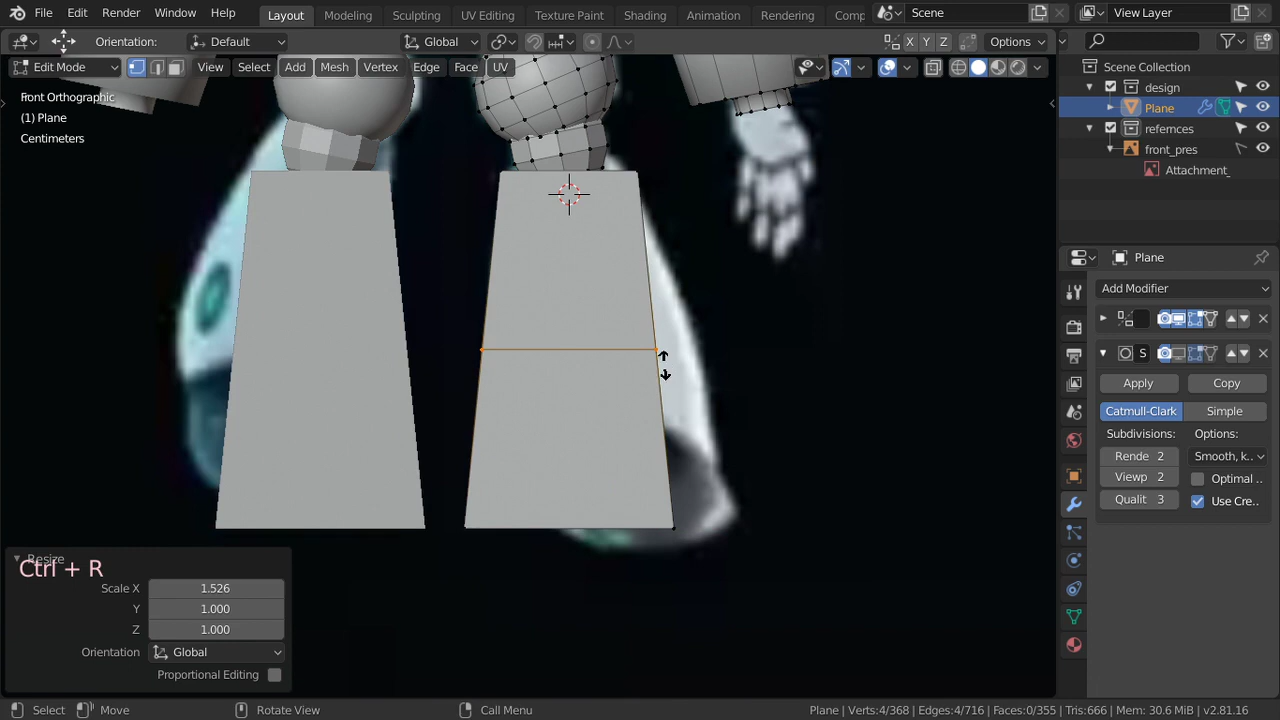 File Edit Render Window Help Layout Modeling Sculpting UV Editing Texture Paint Shading Animation Rendering Comp Scene View Layer
Orientation: Default Global X Y Z Options
Edit Mode View Select Add Mesh Vertex Edge Face UV
Front Orthographic
(1) Plane
Centimeters
Scene Collection
design
Plane
refemces
front_pres
Attachment_
Plane
Add Modifier
S
Apply Copy
Catmull-Clark Simple
Subdivisions: Options:
Rende 2 Smooth, k..
Viewp 2 Optimal ..
Qualit 3 Use Cre..
Resize
Ctrl + R
Scale X 1.526
Y 1.000
Z 1.000
Orientation Global
Proportional Editing
Select Move Rotate View Call Menu Plane | Verts:4/368 | Edges:4/716 | Faces:0/355 | Tris:666 | Mem: 30.6 MiB | v2.81.16